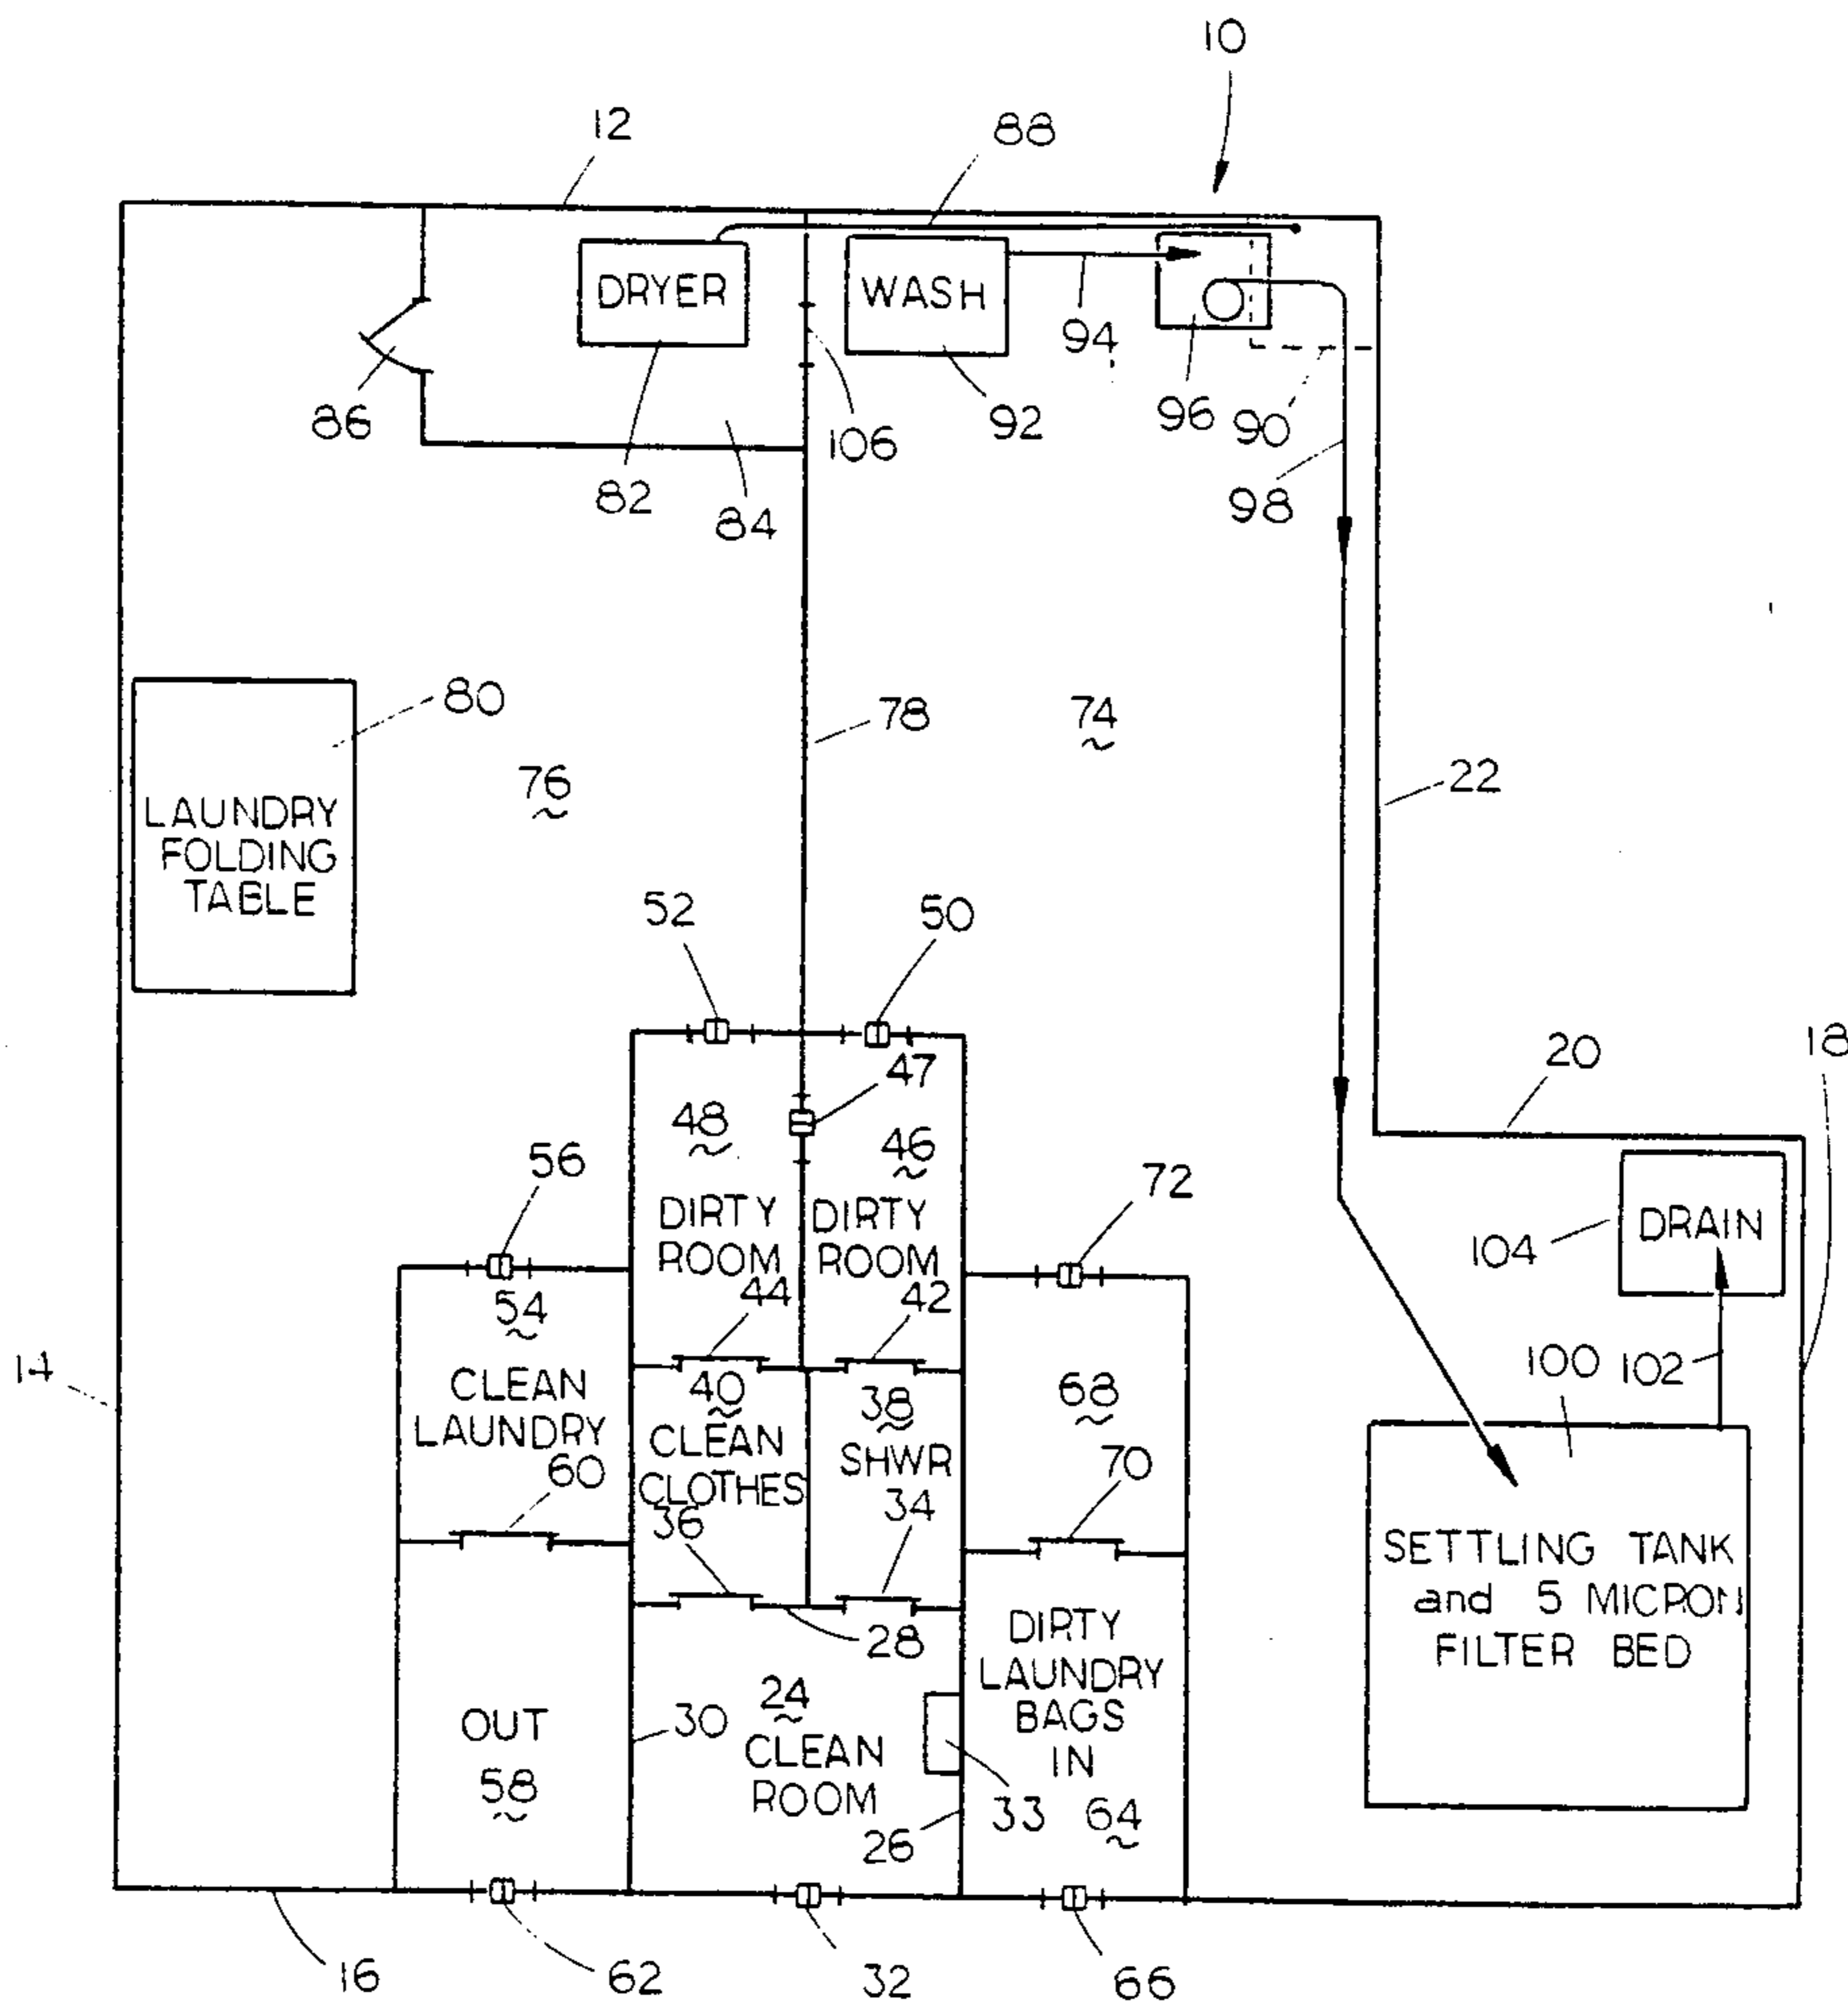 10
12
88
DRYER
WASH
94
86
92
96
90
106
82
84
98
80
78
74
76
22
LAUNDRY
FOLDING
TABLE
52
50
18
20
47
48
46
56
72
DIRTY
ROOM
DIRTY
ROOM
DRAIN
104
54
44
42
14
CLEAN
LAUNDRY
40
38
68
100
102
CLEAN
CLOTHES
SHWR
60
70
36
34
SETTLING TANK
and 5 MICRON
FILTER BED
28
DIRTY
LAUNDRY
BAGS
IN
24
CLEAN
ROOM
30
OUT
58
33
64
26
16
62
32
66